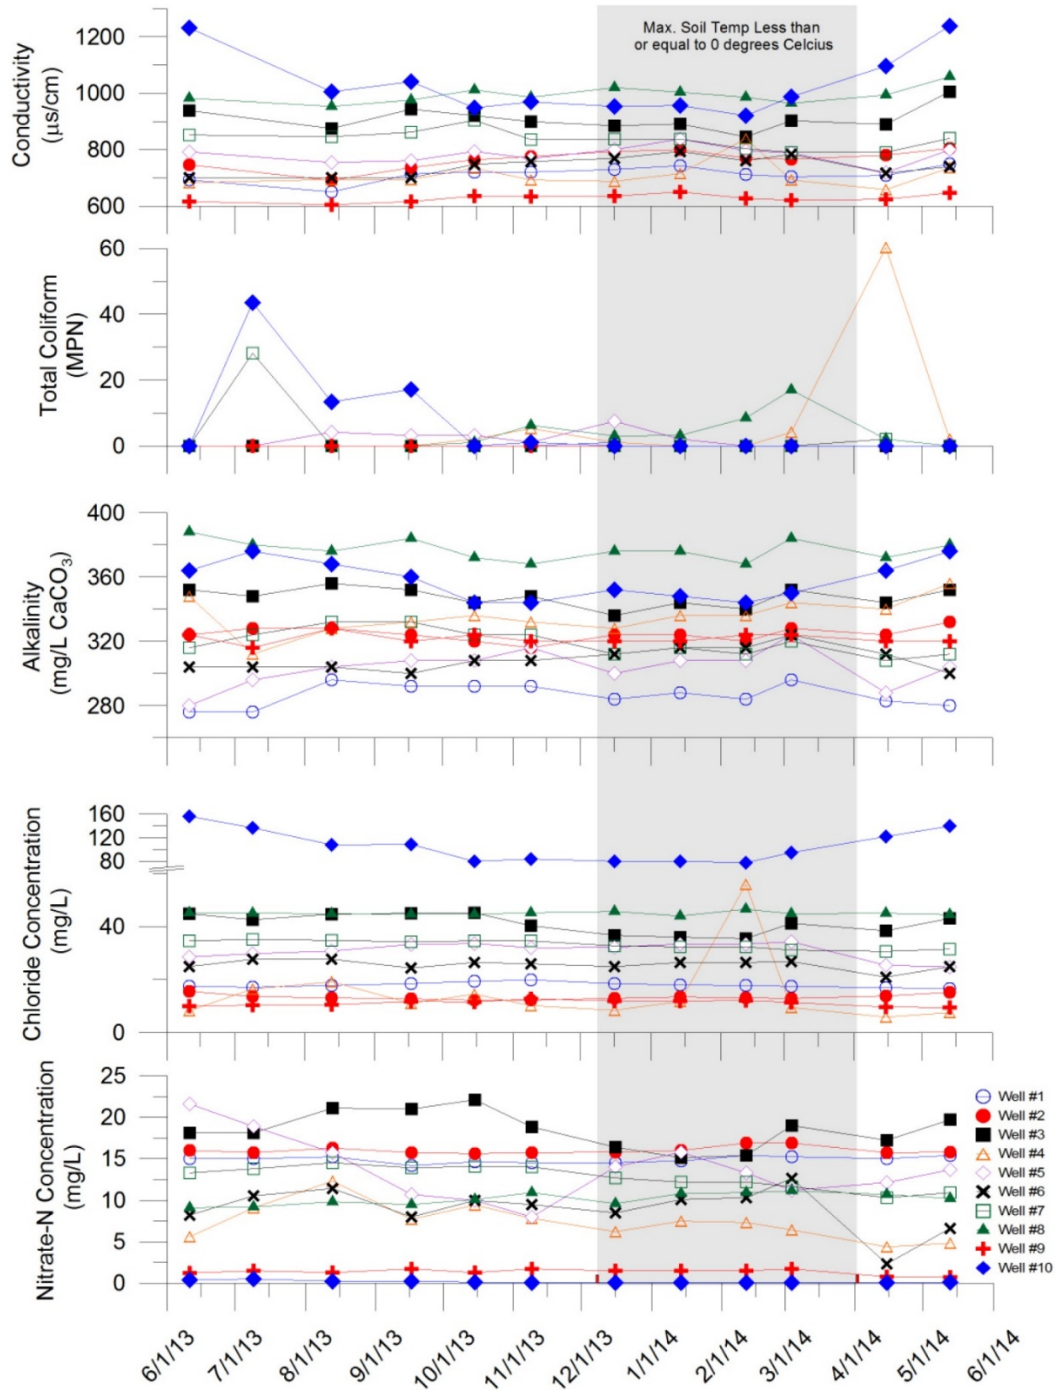 Max. Soil Temp Less than
or equal to 0 degrees Celcius
Conductivity
(μs/cm)
1200
1000
800
600
Total Coliform
(MPN)
60
40
20
0
Alkalinity
(mg/L CaCO3)
400
360
320
280
Chloride Concentration
(mg/L)
160
120
80
40
0
Nitrate-N Concentration
(mg/L)
25
20
15
10
5
0
Well #1
Well #2
Well #3
Well #4
Well #5
Well #6
Well #7
Well #8
Well #9
Well #10
6/1/13
7/1/13
8/1/13
9/1/13
10/1/13
11/1/13
12/1/13
1/1/14
2/1/14
3/1/14
4/1/14
5/1/14
6/1/14